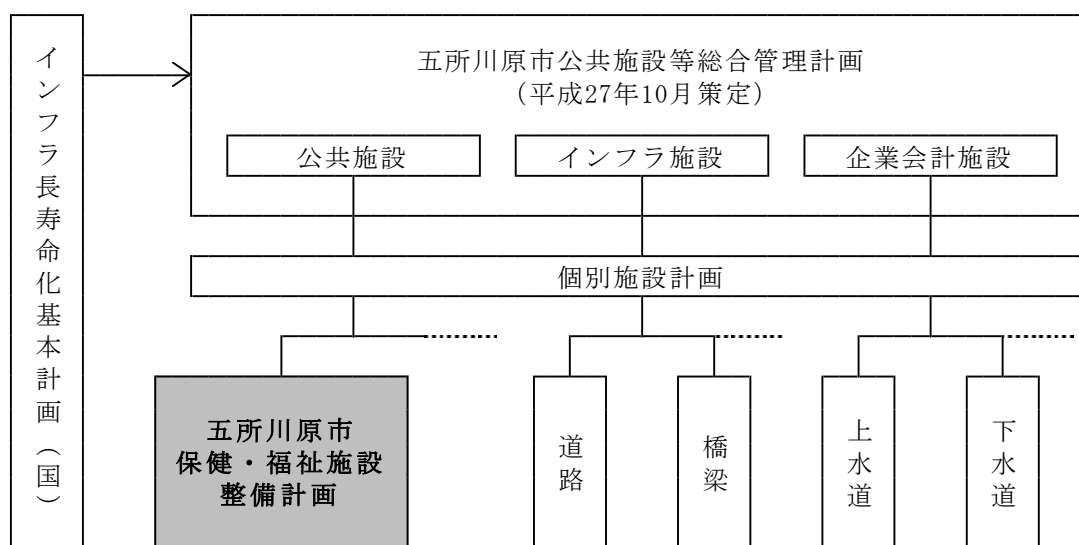 インフラ長寿命化基本計画（国）
五所川原市公共施設等総合管理計画
（平成27年10月策定）
公共施設
インフラ施設
企業会計施設
個別施設計画
五所川原市
保健・福祉施設
整備計画
道路
橋梁
上水道
下水道